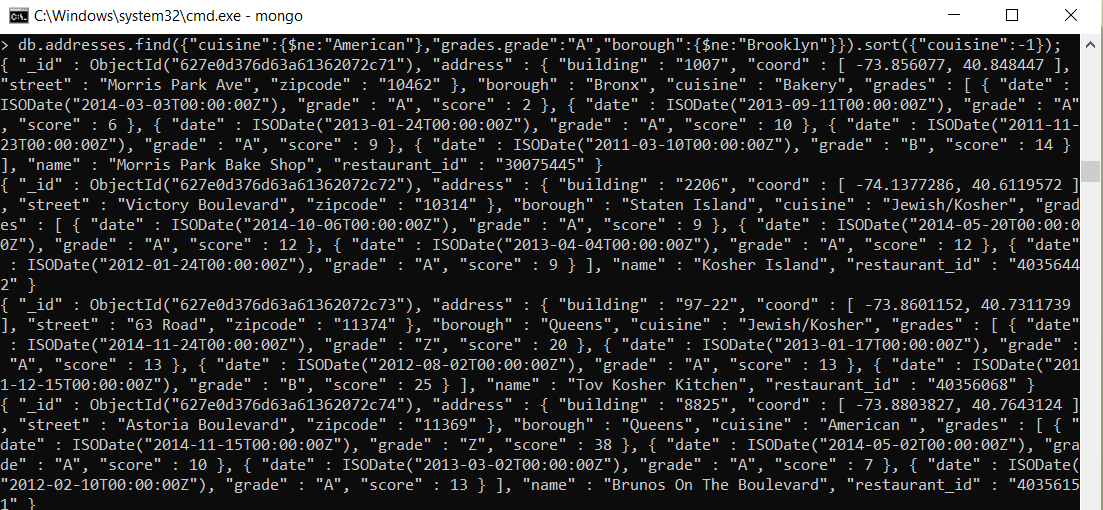 C:\Windows\system32\cmd.exe - mongo
> db.addresses.find({"cuisine":{$ne:"American"},"grades.grade":"A","borough":{$ne:"Brooklyn"}}).sort({"couisine":-1});
{ "_id" : ObjectId("627e0d376d63a61362072c71"), "address" : { "building" : "1007", "coord" : [ -73.856077, 40.848447 ],
"street" : "Morris Park Ave", "zipcode" : "10462" }, "borough" : "Bronx", "cuisine" : "Bakery", "grades" : [ { "date" :
ISODate("2014-03-03T00:00:00Z"), "grade" : "A", "score" : 2 }, { "date" : ISODate("2013-09-11T00:00:00Z"), "grade" : "A"
, "score" : 6 }, { "date" : ISODate("2013-01-24T00:00:00Z"), "grade" : "A", "score" : 10 }, { "date" : ISODate("2011-11-
23T00:00:00Z"), "grade" : "A", "score" : 9 }, { "date" : ISODate("2011-03-10T00:00:00Z"), "grade" : "B", "score" : 14 }
], "name" : "Morris Park Bake Shop", "restaurant_id" : "30075445" }
{ "_id" : ObjectId("627e0d376d63a61362072c72"), "address" : { "building" : "2206", "coord" : [ -74.1377286, 40.6119572 ]
, "street" : "Victory Boulevard", "zipcode" : "10314" }, "borough" : "Staten Island", "cuisine" : "Jewish/Kosher", "grad
es" : [ { "date" : ISODate("2014-10-06T00:00:00Z"), "grade" : "A", "score" : 9 }, { "date" : ISODate("2014-05-20T00:00:0
0Z"), "grade" : "A", "score" : 12 }, { "date" : ISODate("2013-04-04T00:00:00Z"), "grade" : "A", "score" : 12 }, { "date"
 : ISODate("2012-01-24T00:00:00Z"), "grade" : "A", "score" : 9 } ], "name" : "Kosher Island", "restaurant_id" : "4035644
2" }
{ "_id" : ObjectId("627e0d376d63a61362072c73"), "address" : { "building" : "97-22", "coord" : [ -73.8601152, 40.7311739
], "street" : "63 Road", "zipcode" : "11374" }, "borough" : "Queens", "cuisine" : "Jewish/Kosher", "grades" : [ { "date"
 : ISODate("2014-11-24T00:00:00Z"), "grade" : "Z", "score" : 20 }, { "date" : ISODate("2013-01-17T00:00:00Z"), "grade" :
 "A", "score" : 13 }, { "date" : ISODate("2012-08-02T00:00:00Z"), "grade" : "A", "score" : 13 }, { "date" : ISODate("201
1-12-15T00:00:00Z"), "grade" : "B", "score" : 25 } ], "name" : "Tov Kosher Kitchen", "restaurant_id" : "40356068" }
{ "_id" : ObjectId("627e0d376d63a61362072c74"), "address" : { "building" : "8825", "coord" : [ -73.8803827, 40.7643124 ]
, "street" : "Astoria Boulevard", "zipcode" : "11369" }, "borough" : "Queens", "cuisine" : "American ", "grades" : [ { "
date" : ISODate("2014-11-15T00:00:00Z"), "grade" : "Z", "score" : 38 }, { "date" : ISODate("2014-05-02T00:00:00Z"), "gra
de" : "A", "score" : 10 }, { "date" : ISODate("2013-03-02T00:00:00Z"), "grade" : "A", "score" : 7 }, { "date" : ISODate(
"2012-02-10T00:00:00Z"), "grade" : "A", "score" : 13 } ], "name" : "Brunos On The Boulevard", "restaurant_id" : "4035615
1" }